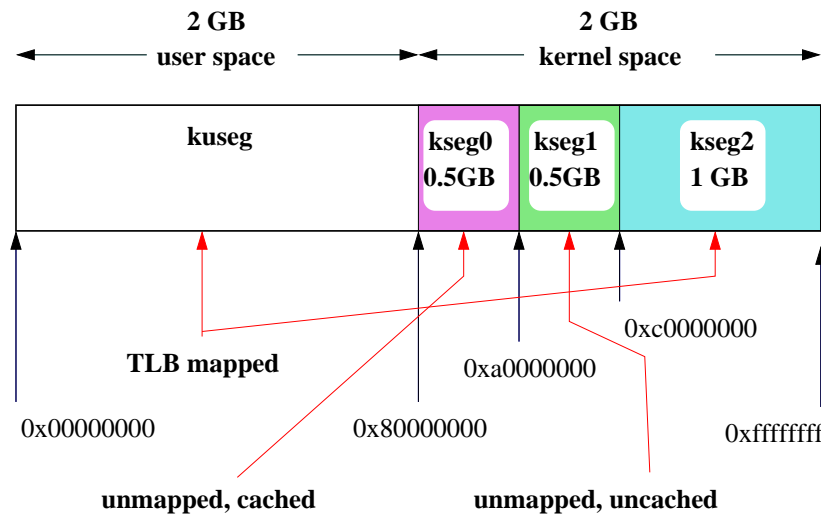 2 GB
user space
2 GB
kernel space
kuseg
kseg0
0.5GB
kseg1
0.5GB
kseg2
1 GB
TLB mapped
0xc0000000
0xa0000000
0x00000000
0x80000000
0xffffffff
unmapped, cached
unmapped, uncached